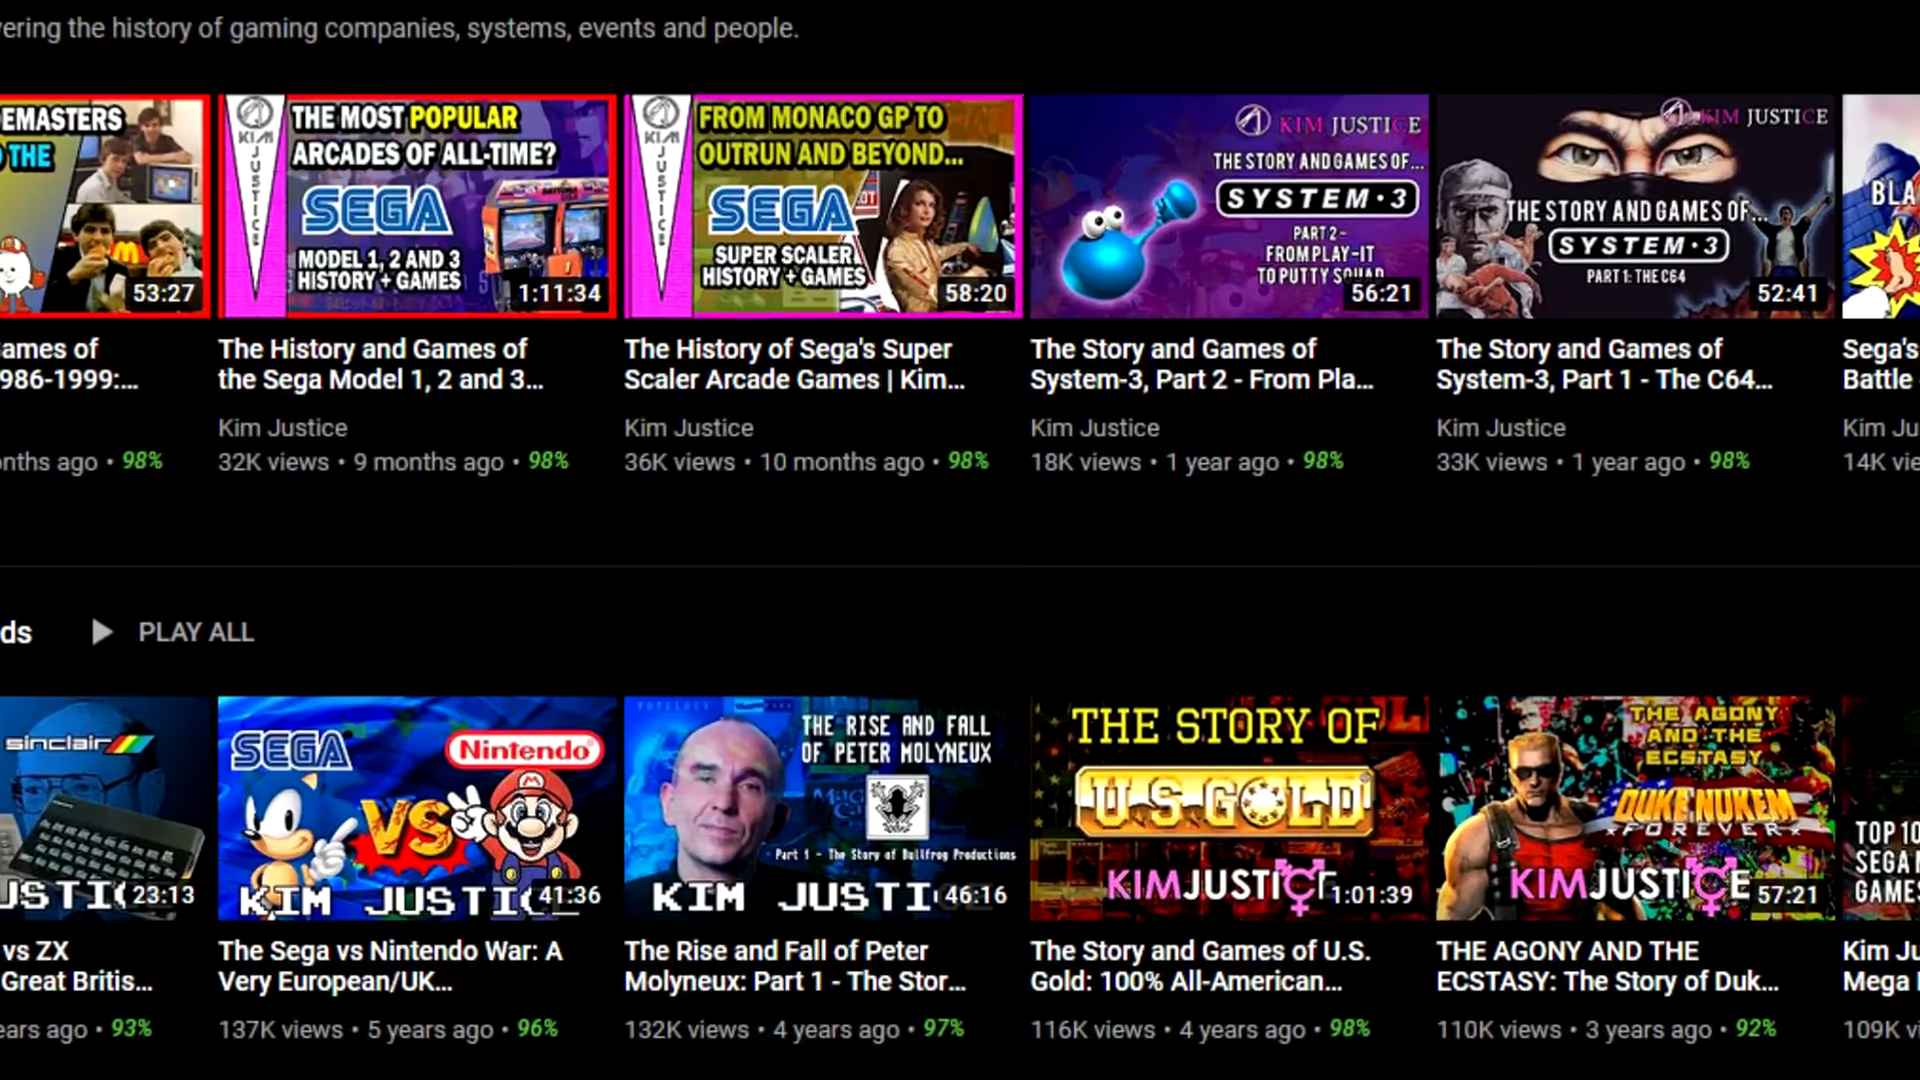 ering the history of gaming companies, systems, events and people.
EMASTERS
THE
53:27
KIM JUSTICE
THE MOST POPULAR
ARCADES OF ALL-TIME?
SEGA
MODEL 1, 2 AND 3
HISTORY + GAMES
1:11:34
KIM JUSTICE
FROM MONACO GP TO
OUTRUN AND BEYOND...
SEGA
SUPER SCALER
HISTORY + GAMES
58:20
KIM JUSTICE
THE STORY AND GAMES OF...
SYSTEM·3
PART 2 -
FROM PLAY-IT
TO PUTTY SQUAD
56:21
KIM JUSTICE
THE STORY AND GAMES OF...
SYSTEM·3
PART 1: THE C64
52:41
BLA
ames of
986-1999:...
nths ago • 98%
The History and Games of
the Sega Model 1, 2 and 3...
Kim Justice
32K views • 9 months ago • 98%
The History of Sega's Super
Scaler Arcade Games | Kim...
Kim Justice
36K views • 10 months ago • 98%
The Story and Games of
System-3, Part 2 - From Pla...
Kim Justice
18K views • 1 year ago • 98%
The Story and Games of
System-3, Part 1 - The C64...
Kim Justice
33K views • 1 year ago • 98%
Sega's
Battle
Kim Ju
14K vie
ds
PLAY ALL
sinclair
USTIC
23:13
SEGA
Nintendo
VS
KIM JUSTIC
41:36
THE RISE AND FALL
OF PETER MOLYNEUX
Part 1 - The Story of Bullfrog Productions
KIM JUSTI
46:16
THE STORY OF
U.S. GOLD
KIMJUSTICE
1:01:39
THE AGONY
AND THE
ECSTASY
DUKE NUKEM
FOREVER
KIMJUSTICE
57:21
TOP 10
SEGA
GAMES
vs ZX
Great Britis...
ears ago • 93%
The Sega vs Nintendo War: A
Very European/UK...
137K views • 5 years ago • 96%
The Rise and Fall of Peter
Molyneux: Part 1 - The Stor...
132K views • 4 years ago • 97%
The Story and Games of U.S.
Gold: 100% All-American...
116K views • 4 years ago • 98%
THE AGONY AND THE
ECSTASY: The Story of Duk...
110K views • 3 years ago • 92%
Kim Ju
Mega
109K vi